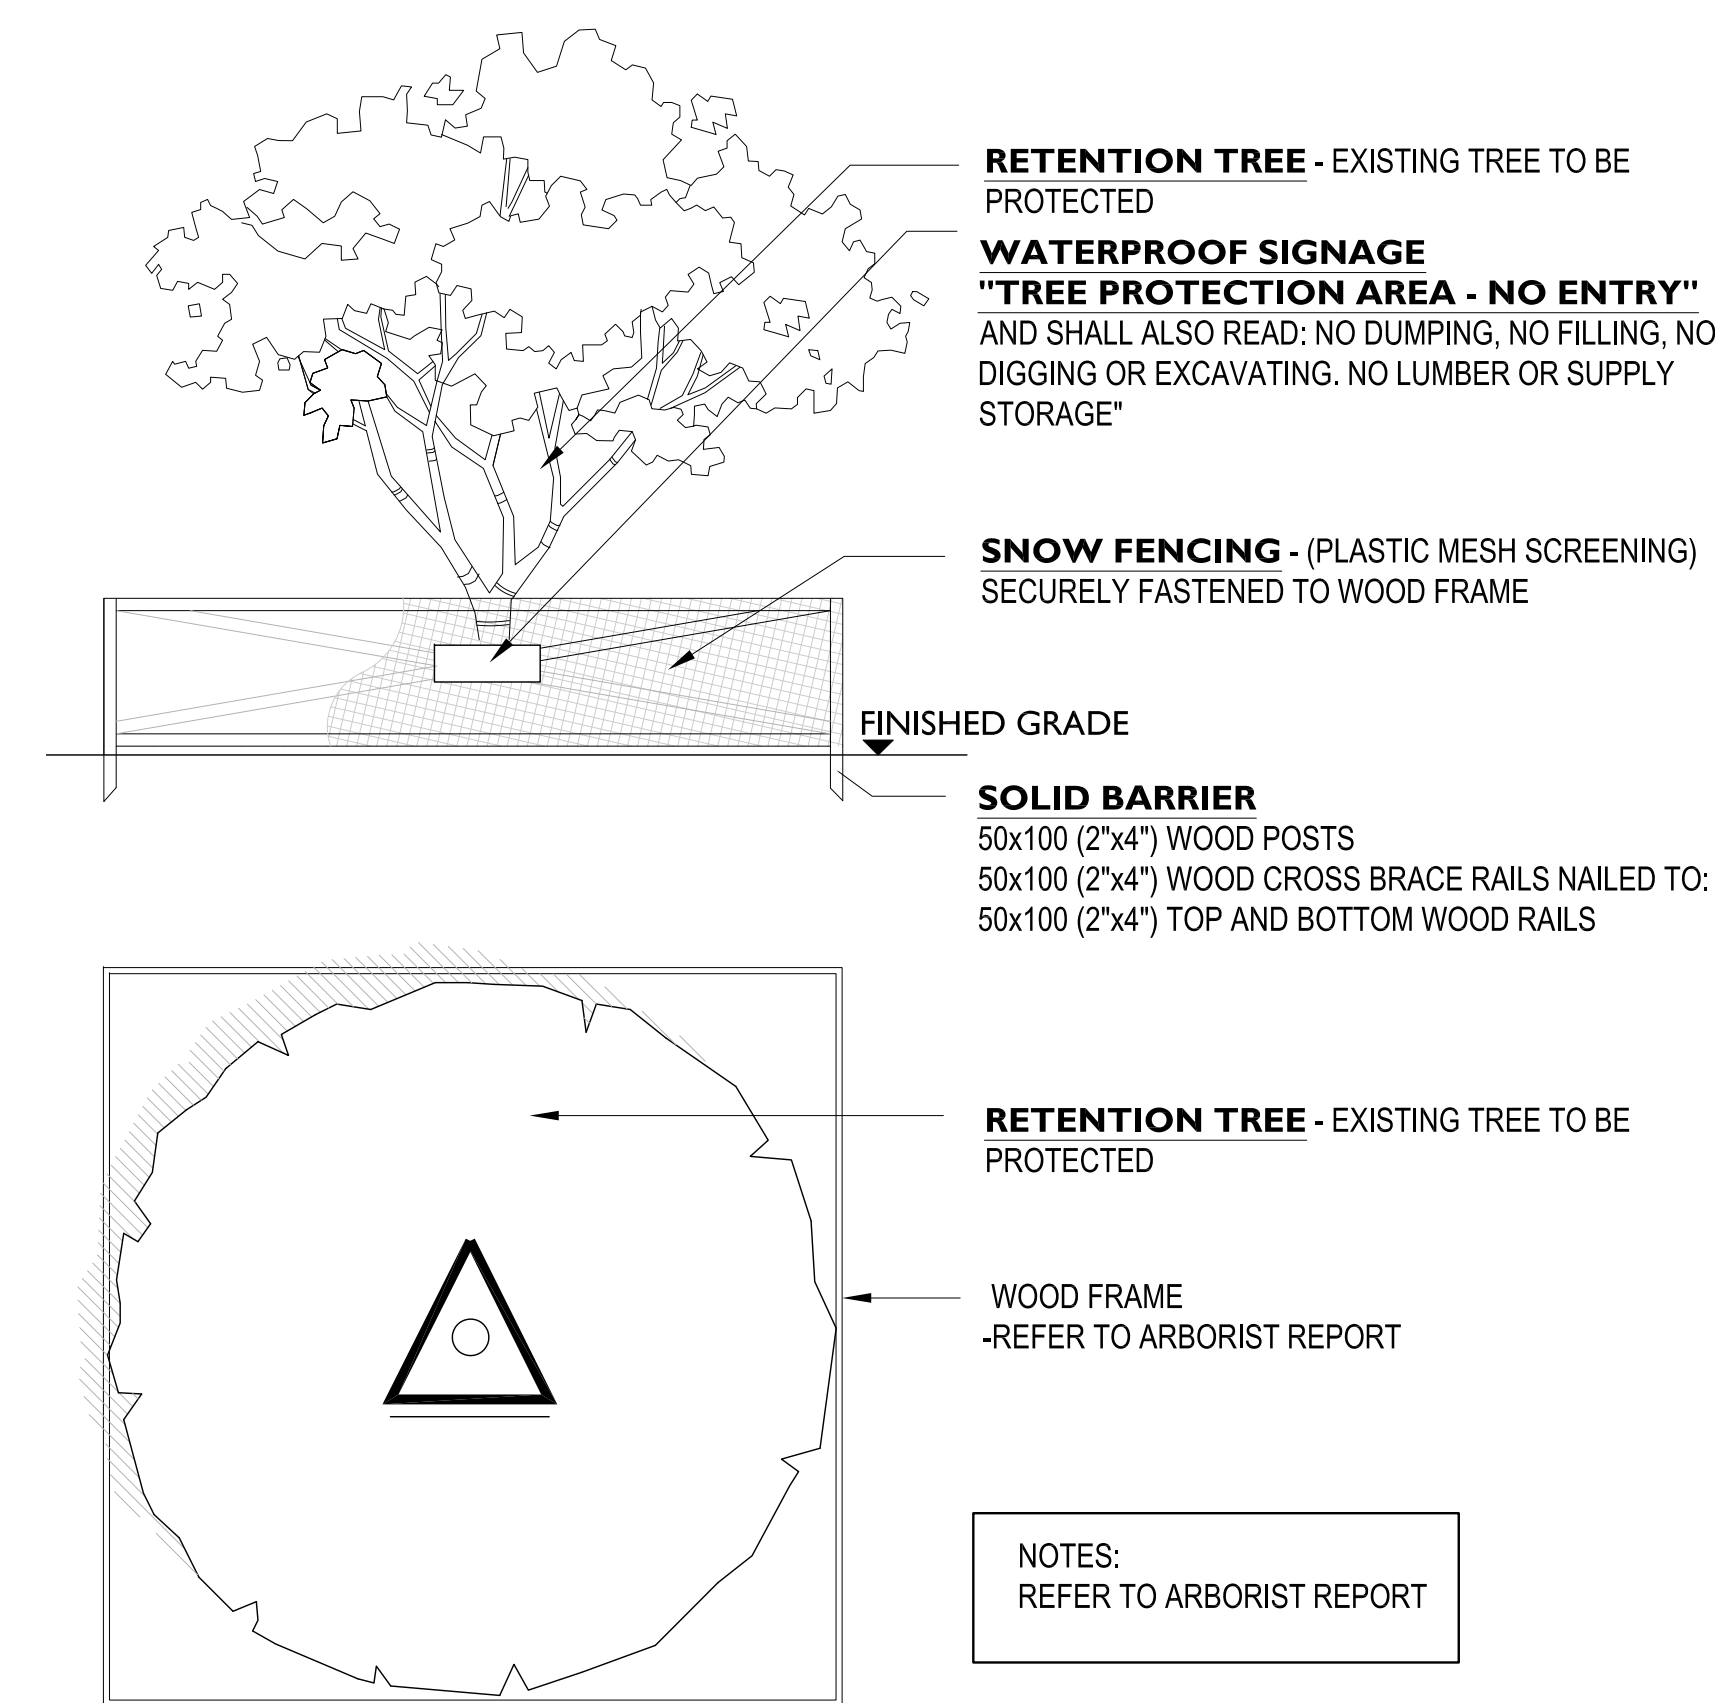 RETENTION TREE - EXISTING TREE TO BE
PROTECTED
WATERPROOF SIGNAGE
"TREE PROTECTION AREA - NO ENTRY"
AND SHALL ALSO READ: NO DUMPING, NO FILLING, NO
DIGGING OR EXCAVATING. NO LUMBER OR SUPPLY
STORAGE"
SNOW FENCING - (PLASTIC MESH SCREENING)
SECURELY FASTENED TO WOOD FRAME
FINISHED GRADE
SOLID BARRIER
50x100 (2"x4") WOOD POSTS
50x100 (2"x4") WOOD CROSS BRACE RAILS NAILED TO:
50x100 (2"x4") TOP AND BOTTOM WOOD RAILS
RETENTION TREE - EXISTING TREE TO BE
PROTECTED
WOOD FRAME
-REFER TO ARBORIST REPORT
NOTES:
REFER TO ARBORIST REPORT